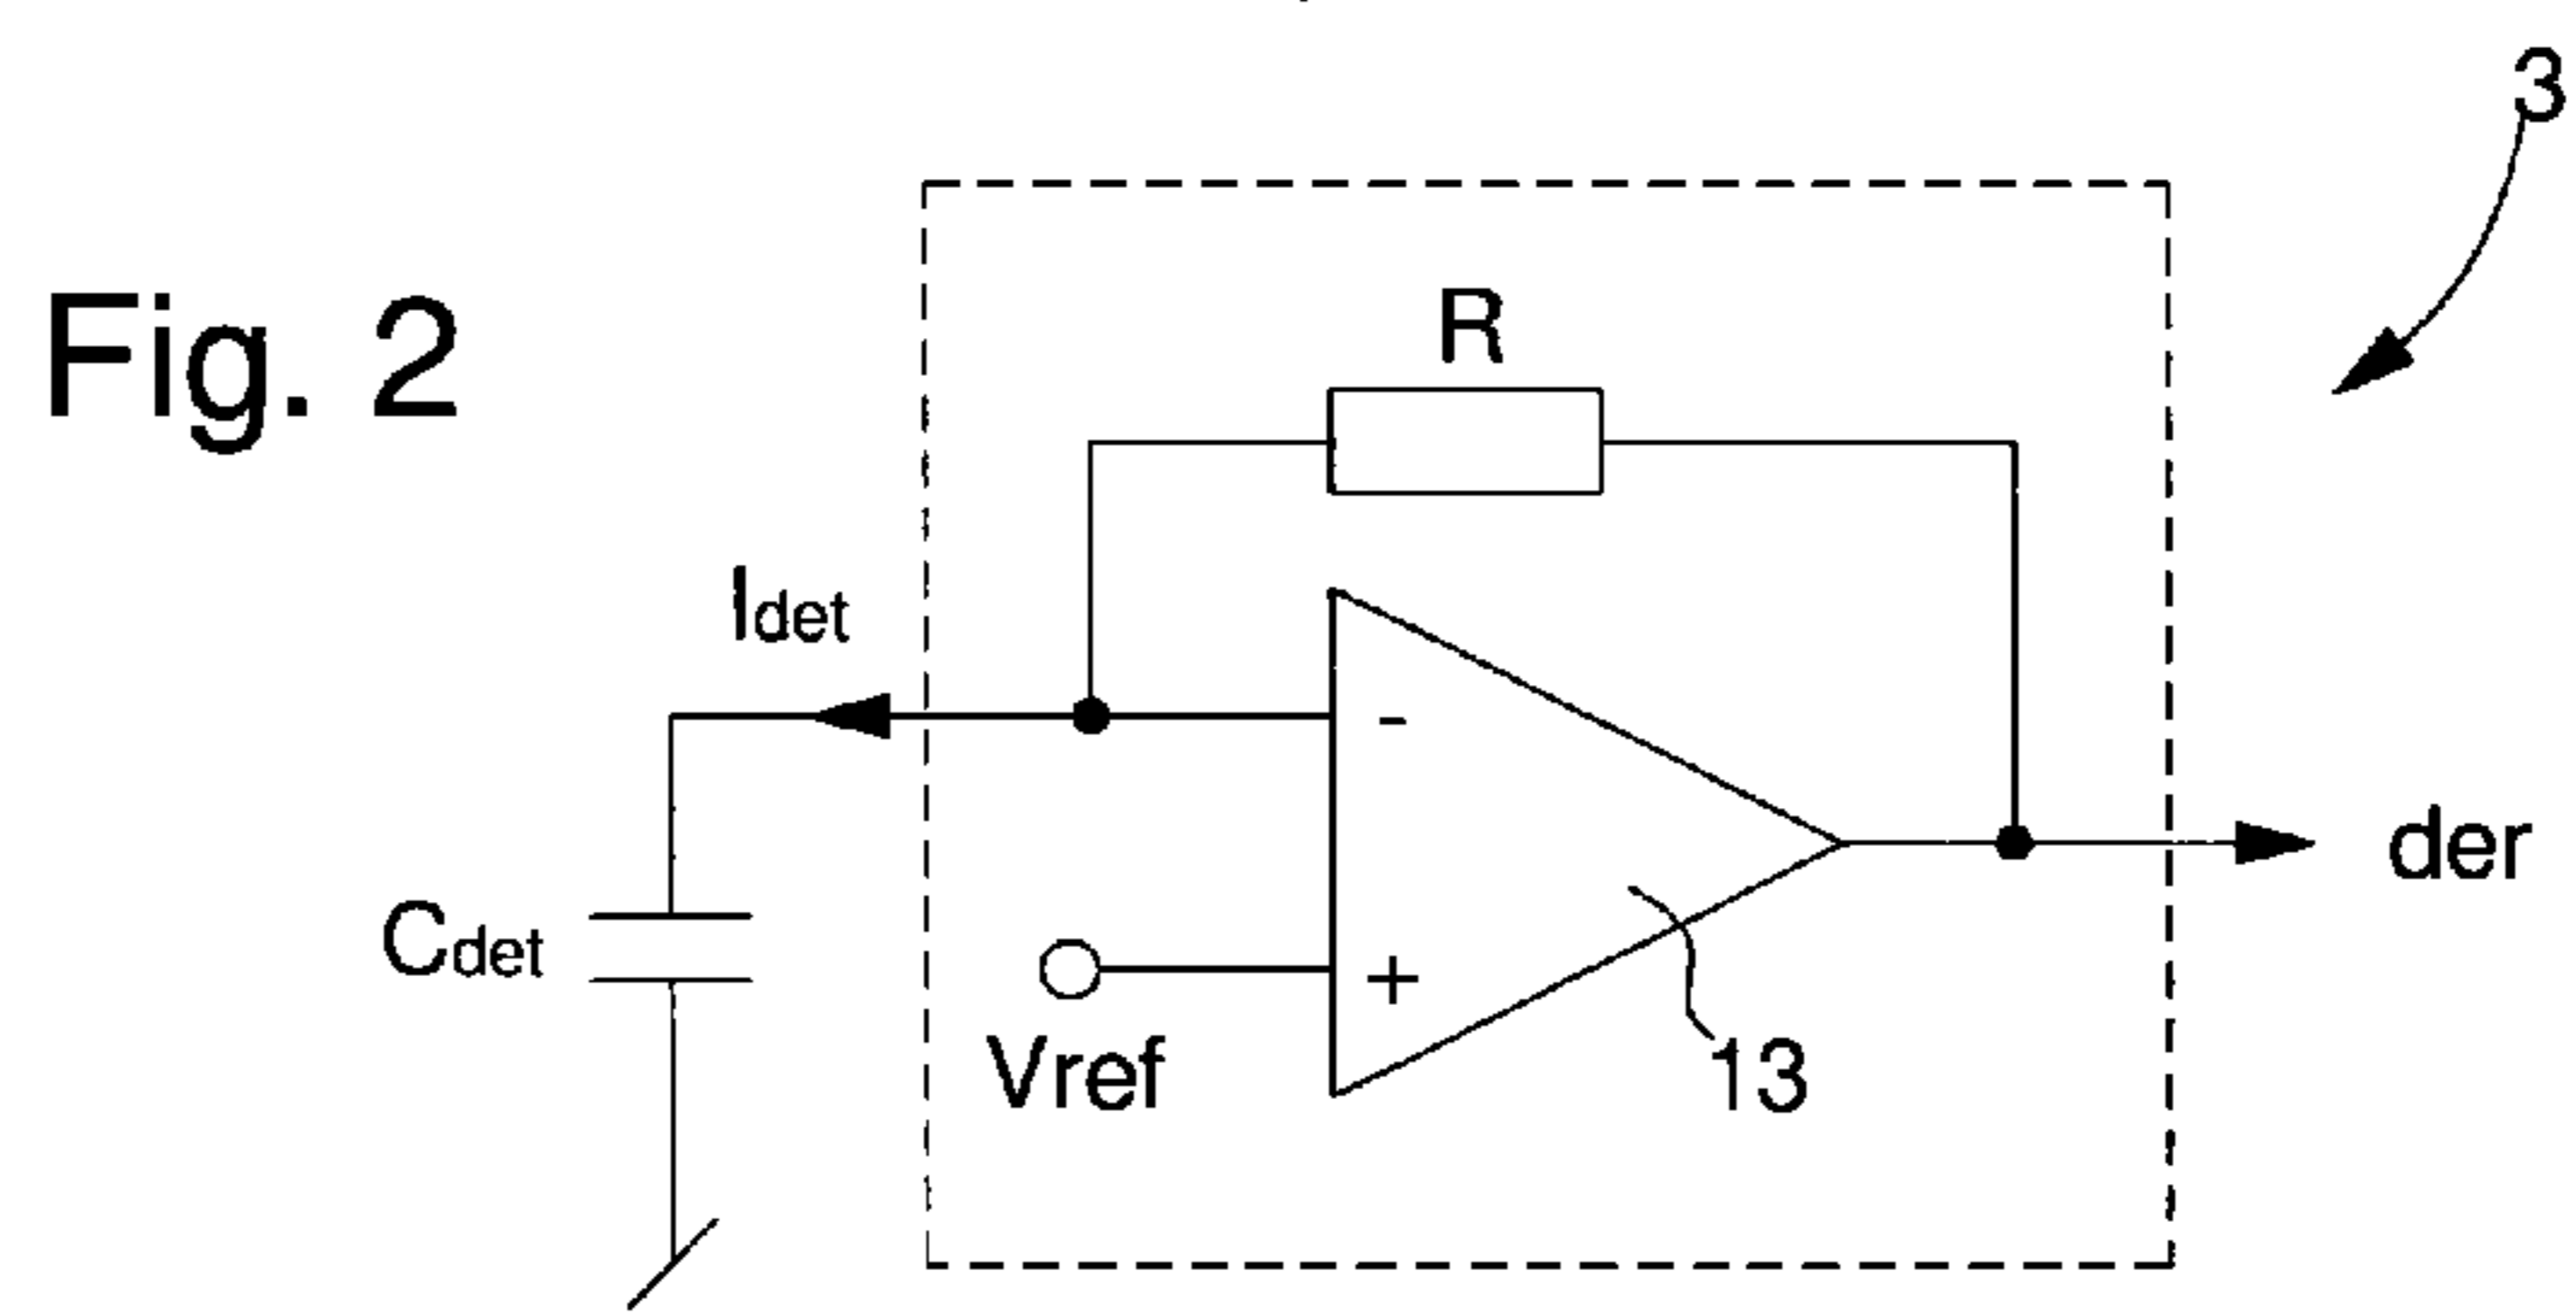 3
Fig. 2
R
Idet
-
der
Cdet
+
Vref
13